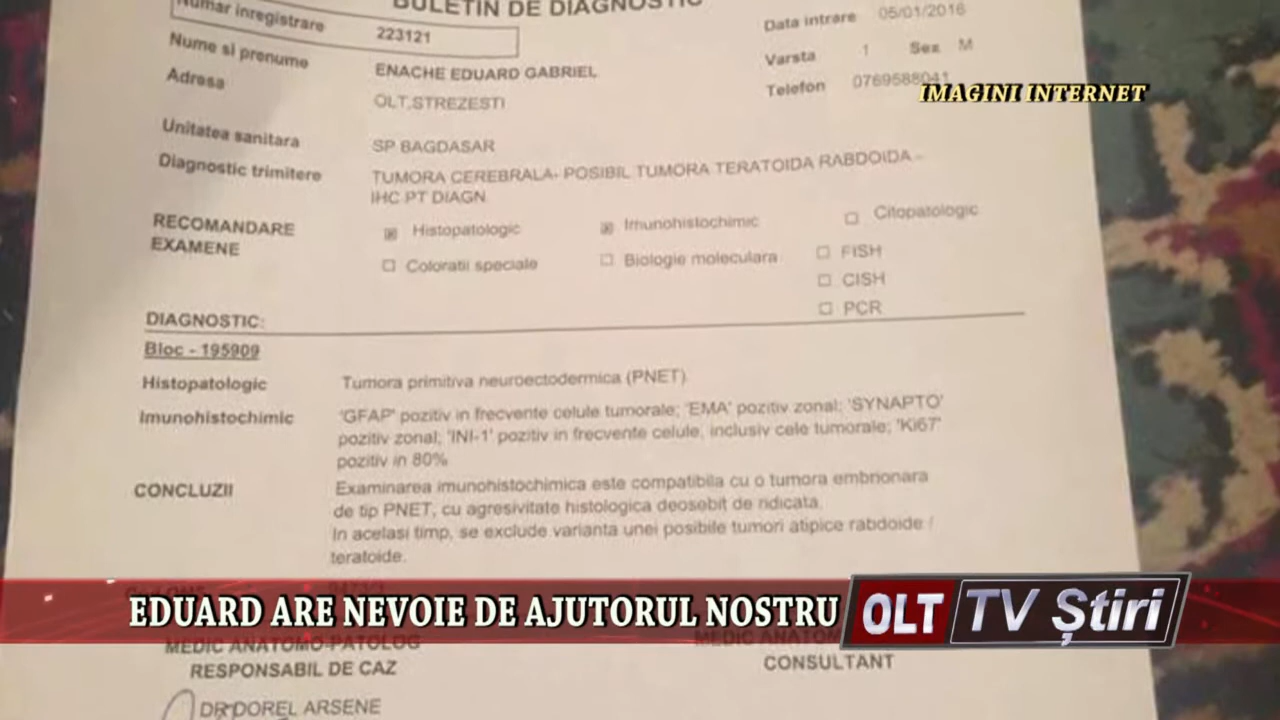 BULETIN DE DIAGNOSTIC
Numar inregistrare 223121 Data intrare 05/01/2016
Nume si prenume ENACHE EDUARD GABRIEL Varsta 1 Sex M
Adresa OLT,STREZESTI Telefon 0769588041
IMAGINI INTERNET
Unitatea sanitara SP BAGDASAR
Diagnostic trimitere TUMORA CEREBRALA- POSIBIL TUMORA TERATOIDA RABDOIDA -
IHC PT DIAGN
RECOMANDARE
EXAMENE
Histopatologic Imunohistochimic Citopatologic
Coloratii speciale Biologie moleculara FISH
CISH
PCR
DIAGNOSTIC:
Bloc - 195909
Histopatologic Tumora primitiva neuroectodermica (PNET)
Imunohistochimic 'GFAP' pozitiv in frecvente celule tumorale; 'EMA' pozitiv zonal; 'SYNAPTO'
pozitiv zonal; 'INI-1' pozitiv in frecvente celule, inclusiv cele tumorale; 'Ki67'
pozitiv in 80%
CONCLUZII Examinarea imunohistochimica este compatibila cu o tumora embrionara
de tip PNET, cu agresivitate histologica deosebit de ridicata.
In acelasi timp, se exclude varianta unei posibile tumori atipice rabdoide /
teratoide.
EDUARD ARE NEVOIE DE AJUTORUL NOSTRU
OLT TV Știri
MEDIC ANATOMO-PATOLOG MEDIC ANATOM
RESPONSABIL DE CAZ CONSULTANT
DR DOREL ARSENE